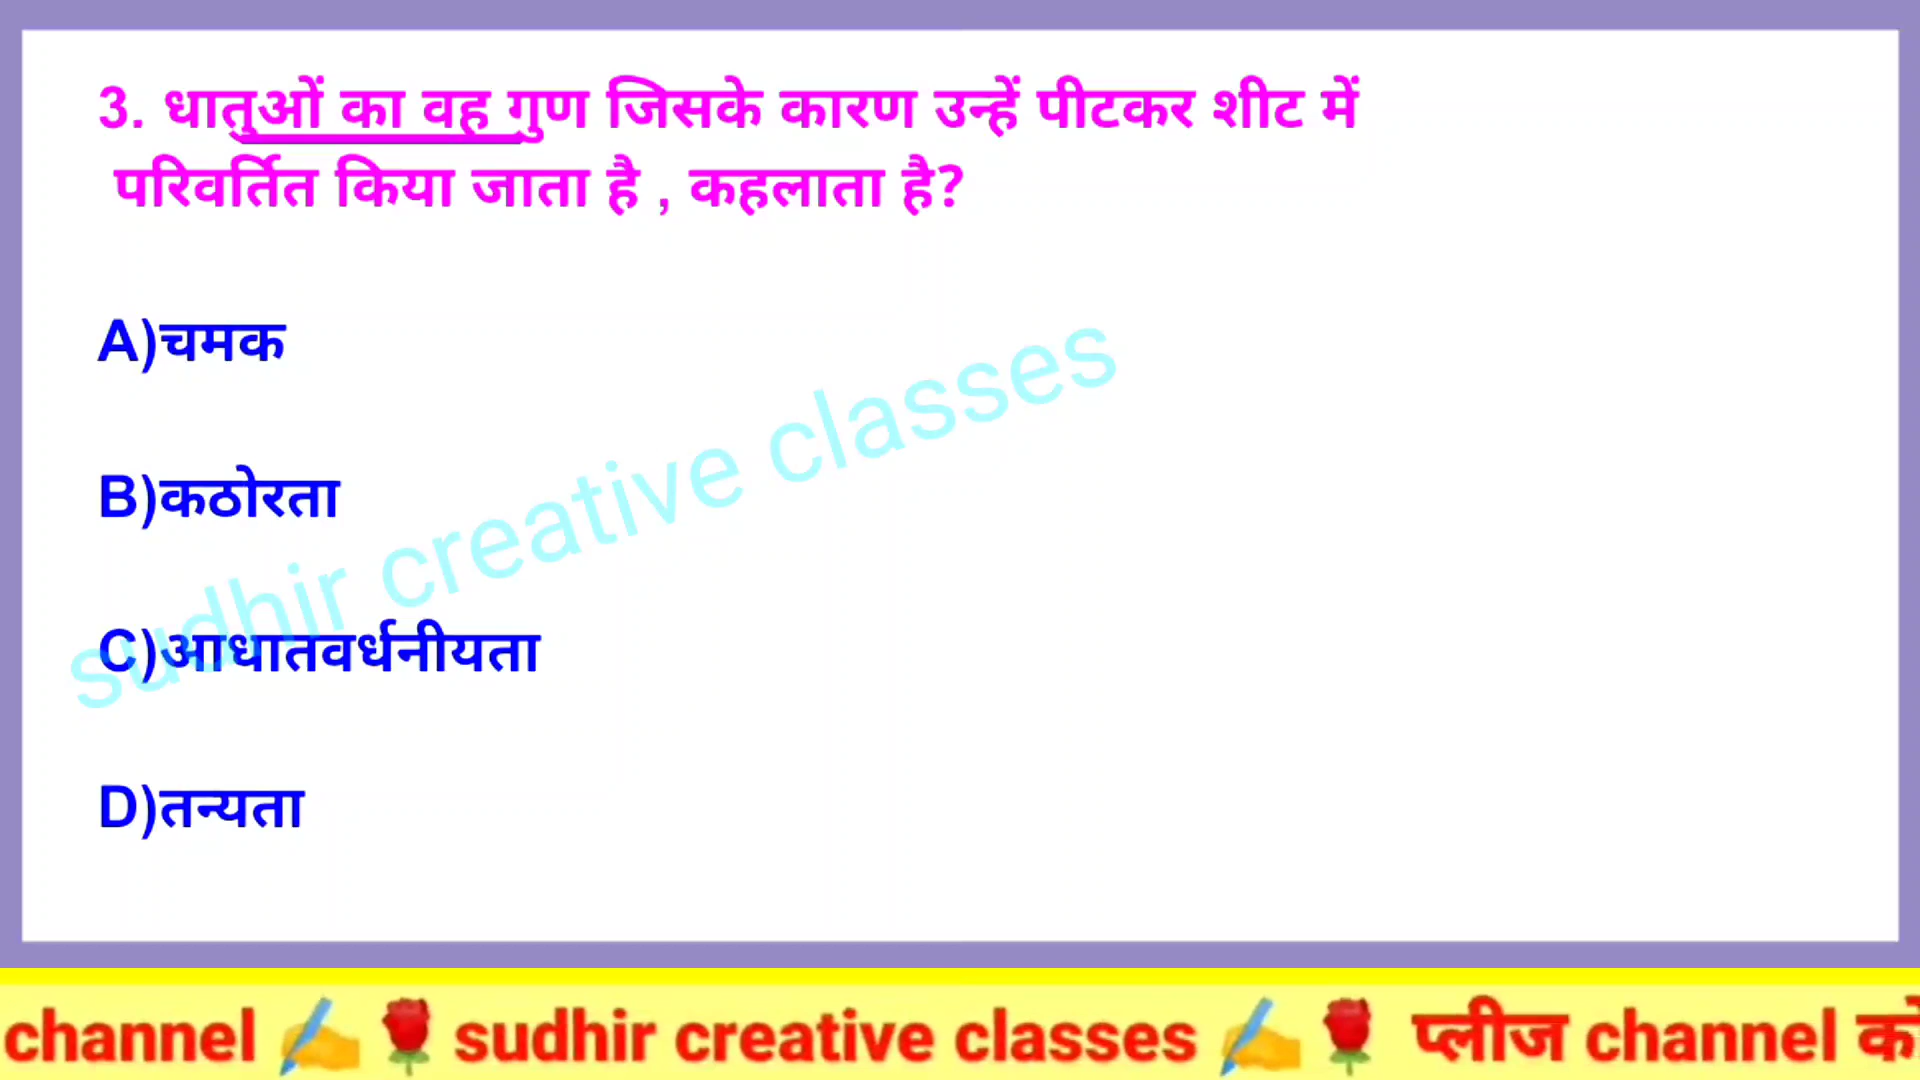 3. धातुओं का वह गुण जिसके कारण उन्हें पीटकर शीट में
परिवर्तित किया जाता है , कहलाता है?
A)चमक
B)कठोरता
C)आधातवर्धनीयता
D)तन्यता
sudhir creative classes
channel ✍️🌹sudhir creative classes ✍️🌹 प्लीज channel को